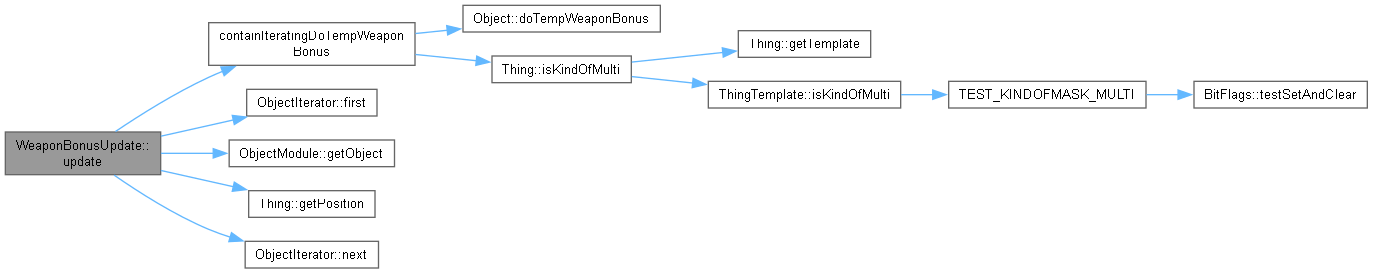 WeaponBonusUpdate::
update
containIteratingDoTempWeapon
Bonus
ObjectIterator::first
ObjectModule::getObject
Thing::getPosition
ObjectIterator::next
Object::doTempWeaponBonus
Thing::isKindOfMulti
Thing::getTemplate
ThingTemplate::isKindOfMulti
TEST_KINDOFMASK_MULTI
BitFlags::testSetAndClear